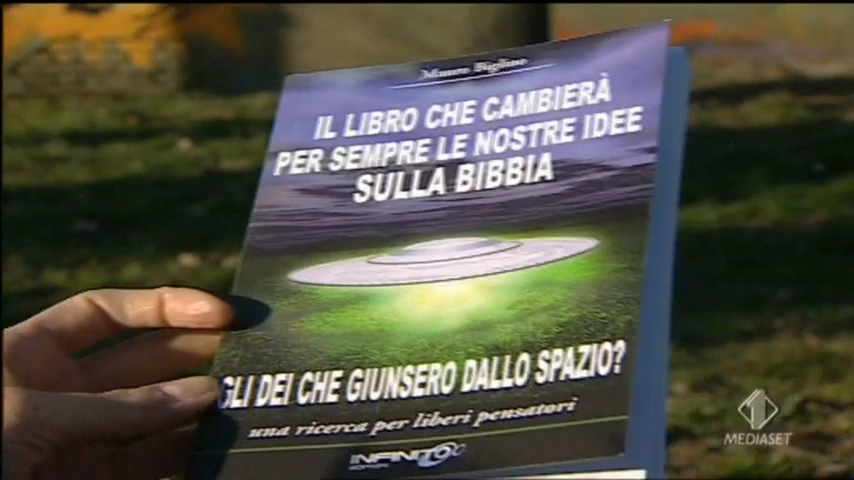 Mauro Biglino
IL LIBRO CHE CAMBIERÀ
PER SEMPRE LE NOSTRE IDEE
SULLA BIBBIA
GLI DEI CHE GIUNSERO DALLO SPAZIO?
una ricerca per liberi pensatori
INFINITO
1
MEDIASET